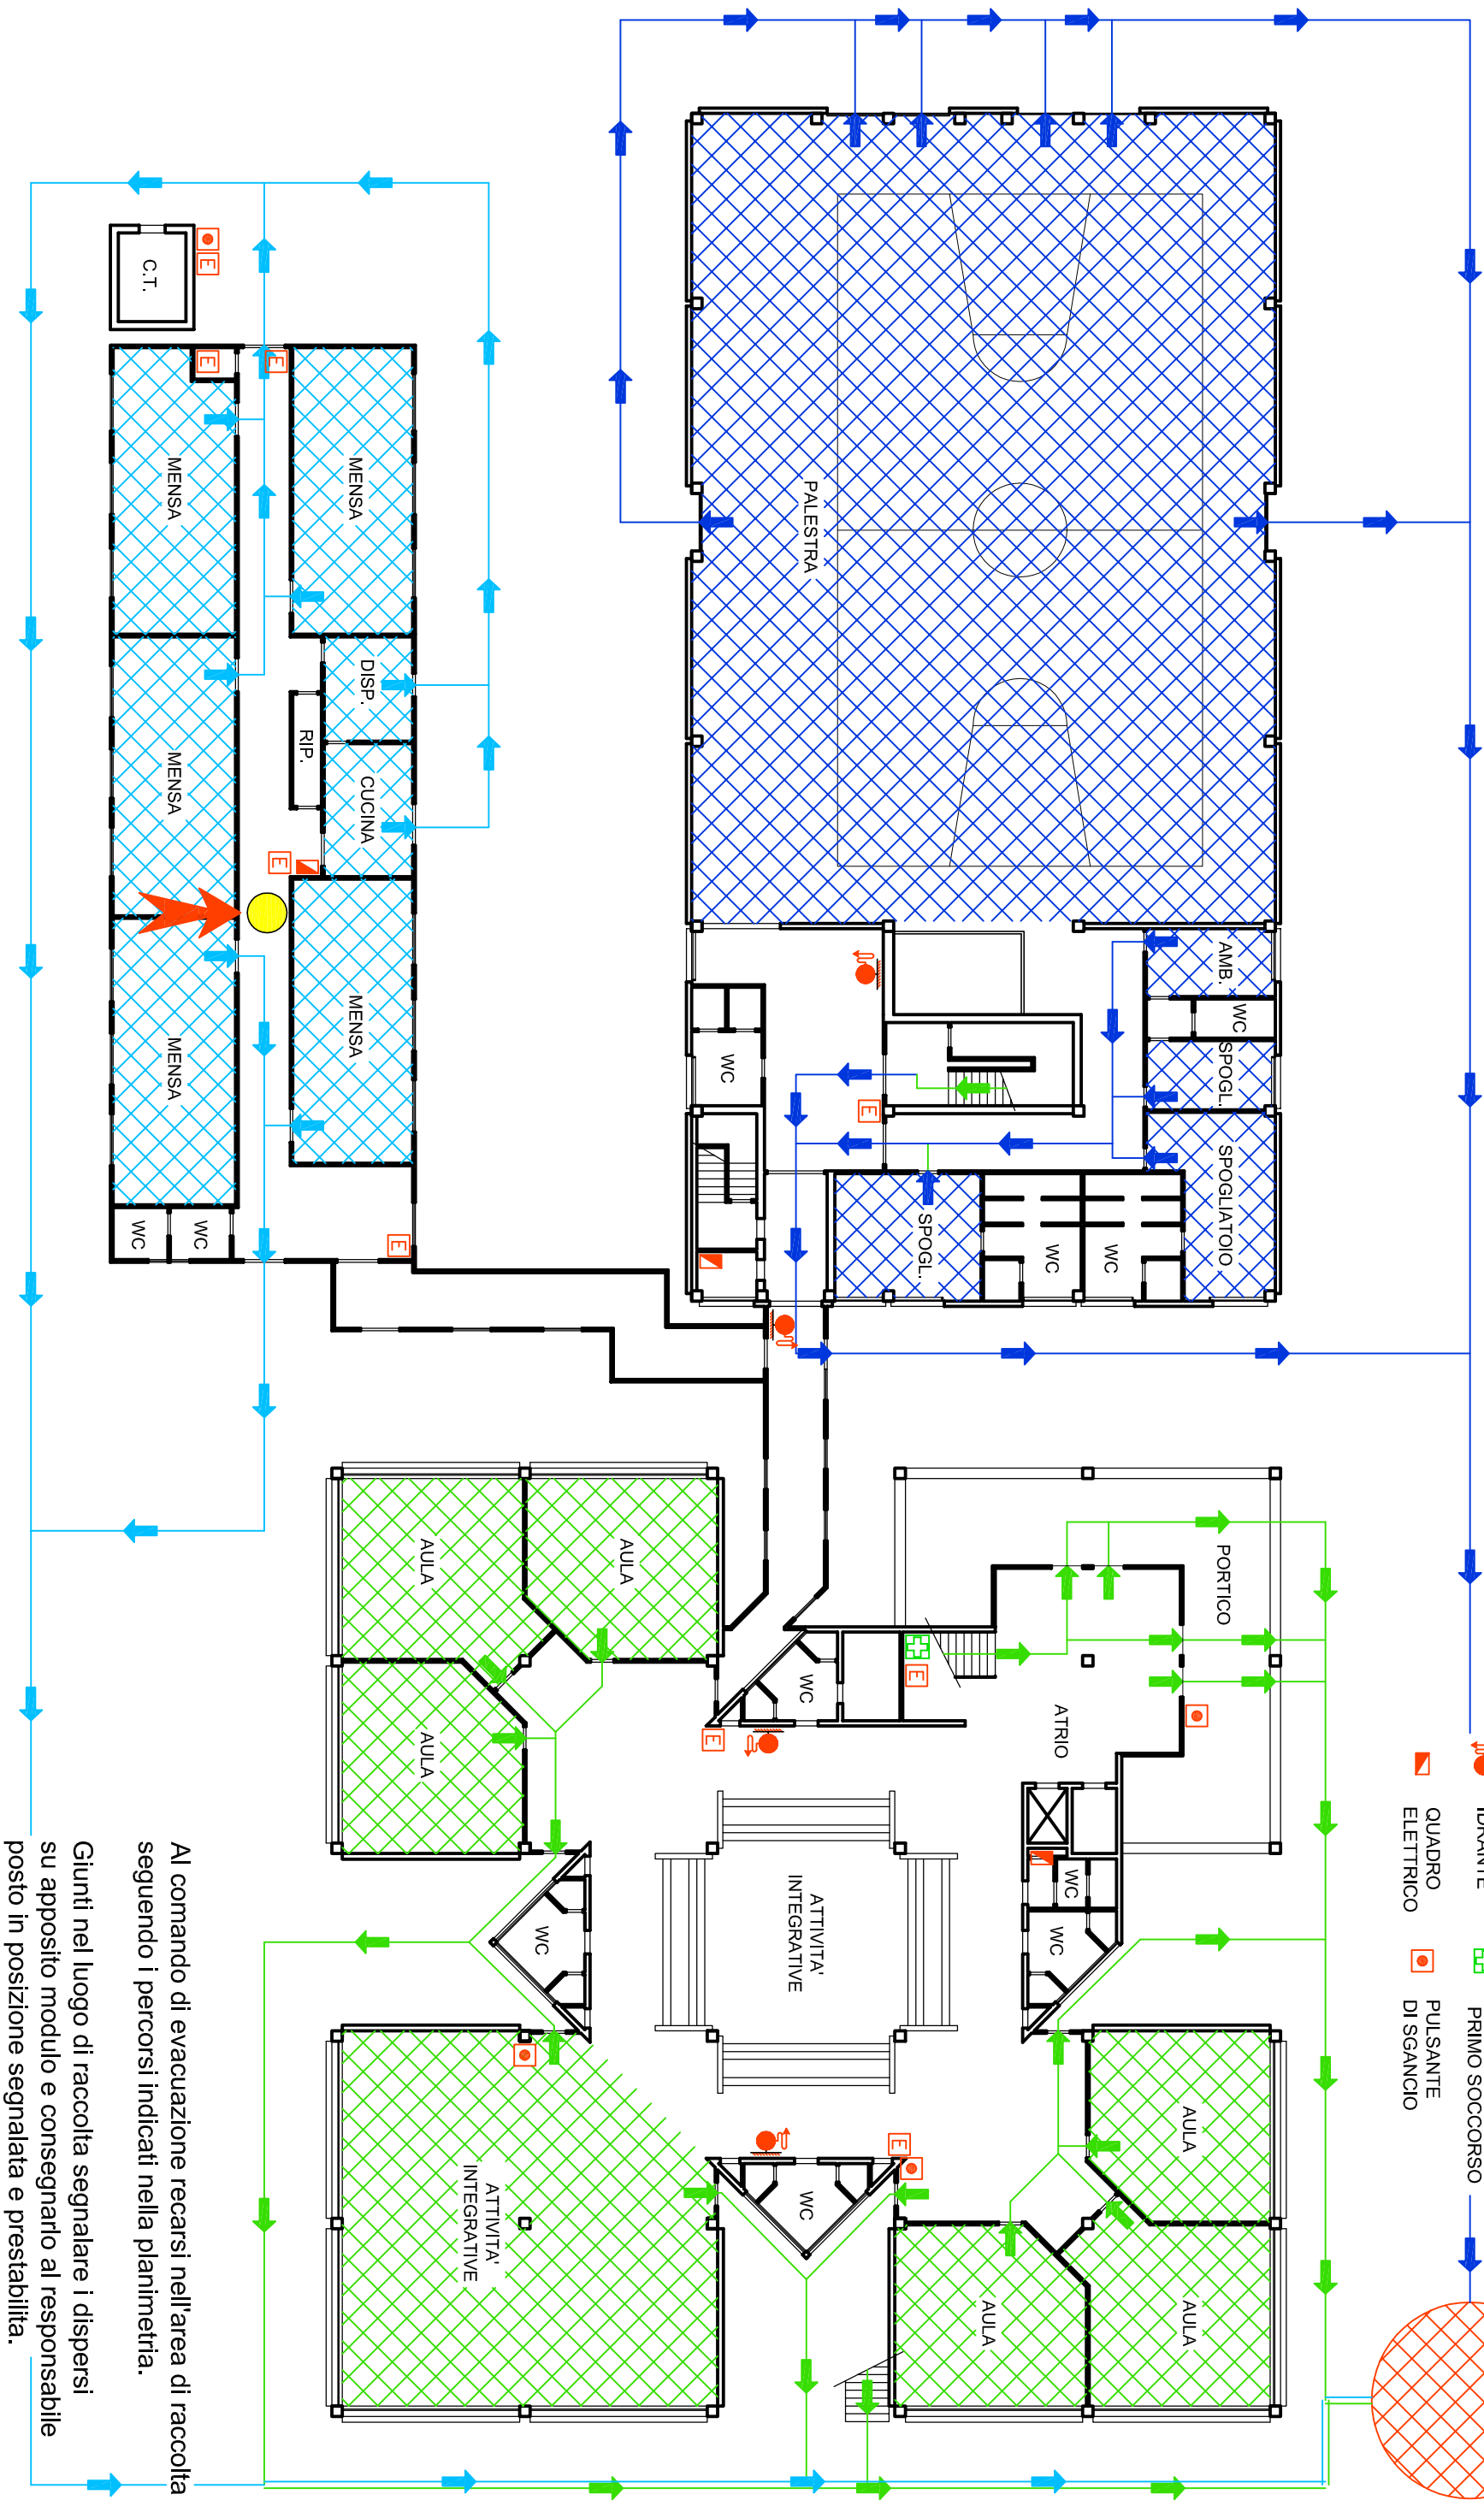 IDRANTE
PRIMO SOCCORSO
QUADRO
ELETTRICO
PULSANTE
DI SGANCIO
PALESTRA
AMB.
WC
SPOGL.
SPOGLIATOIO
WC
WC
SPOGL.
WC
E
C.T.
E
E
E
MENSA
MENSA
DISP.
RIP.
CUCINA
MENSA
E
MENSA
MENSA
WC
WC
E
PORTICO
ATRIO
AULA
AULA
AULA
WC
E
E
WC
WC
WC
ATTIVITA'
INTEGRATIVE
AULA
AULA
AULA
E
WC
ATTIVITA'
INTEGRATIVE
Al comando di evacuazione recarsi nell'area di raccolta
seguendo i percorsi indicati nella planimetria.
Giunti nel luogo di raccolta segnalare i dispersi
su apposito modulo e consegnarlo al responsabile
posto in posizione segnalata e prestabilita.